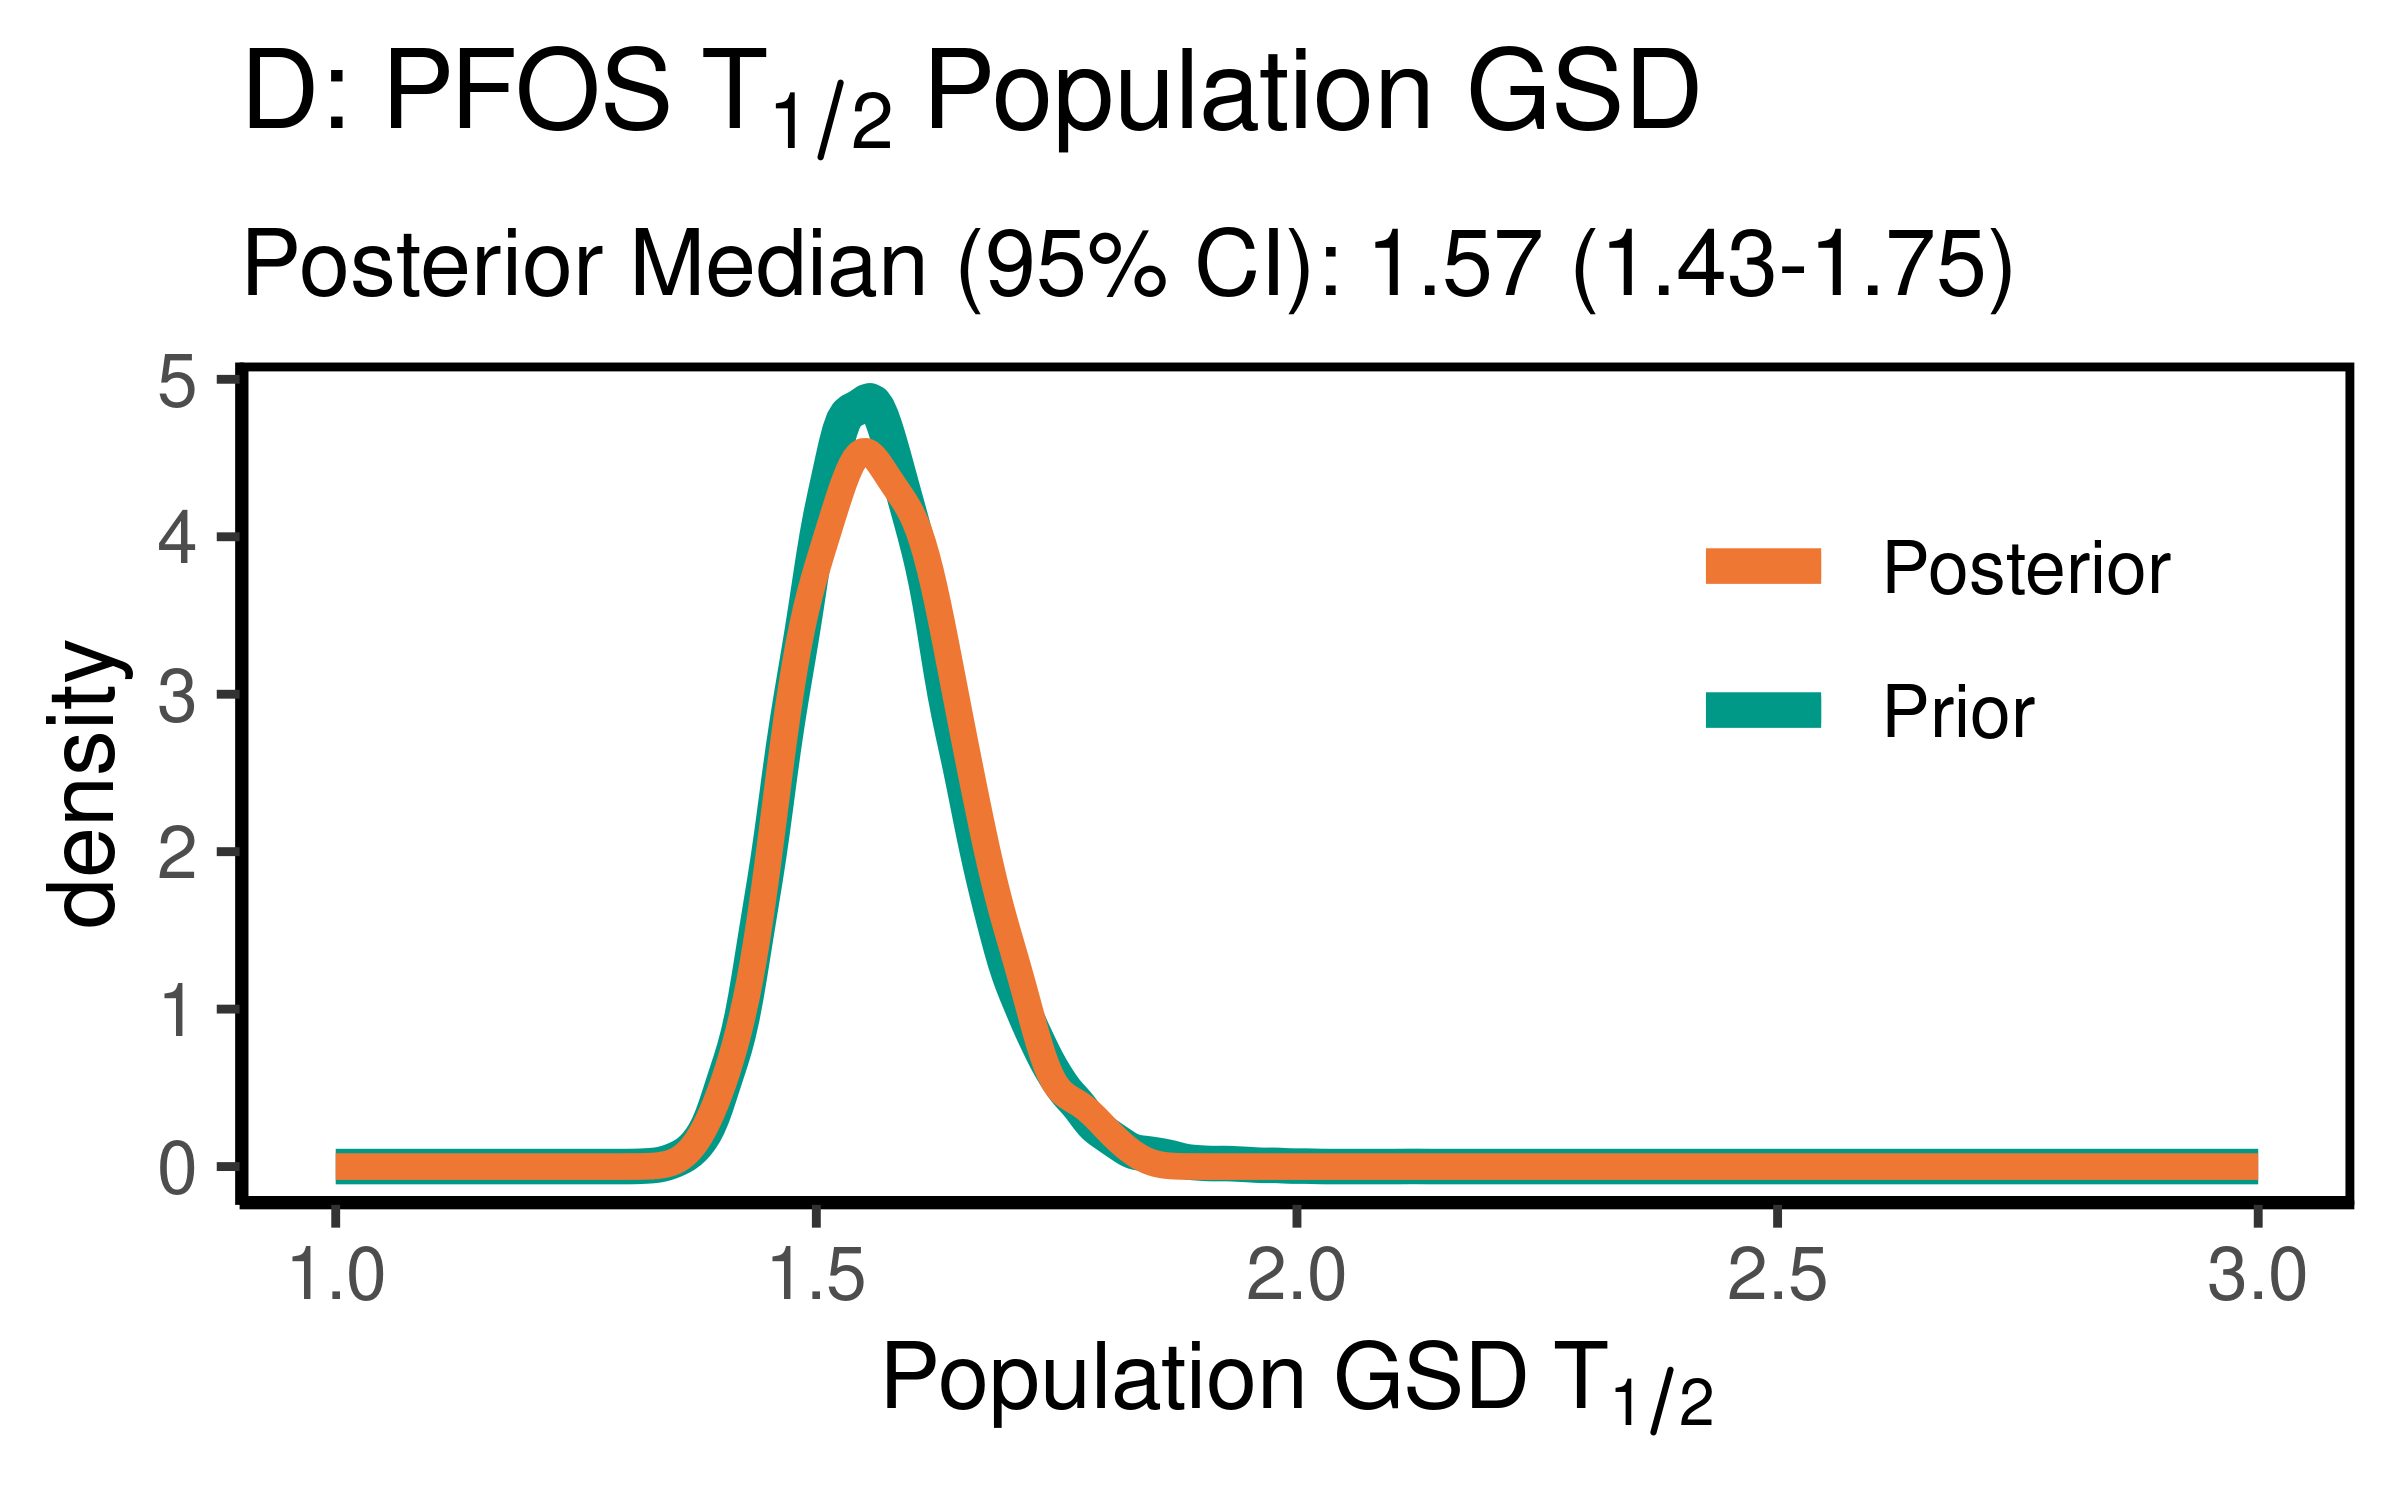 D: PFOS T1/2 Population GSD
Posterior Median (95% CI): 1.57 (1.43-1.75)
5
4
3
2
1
0
density
Posterior
Prior
1.0 1.5 2.0 2.5 3.0
Population GSD T1/2